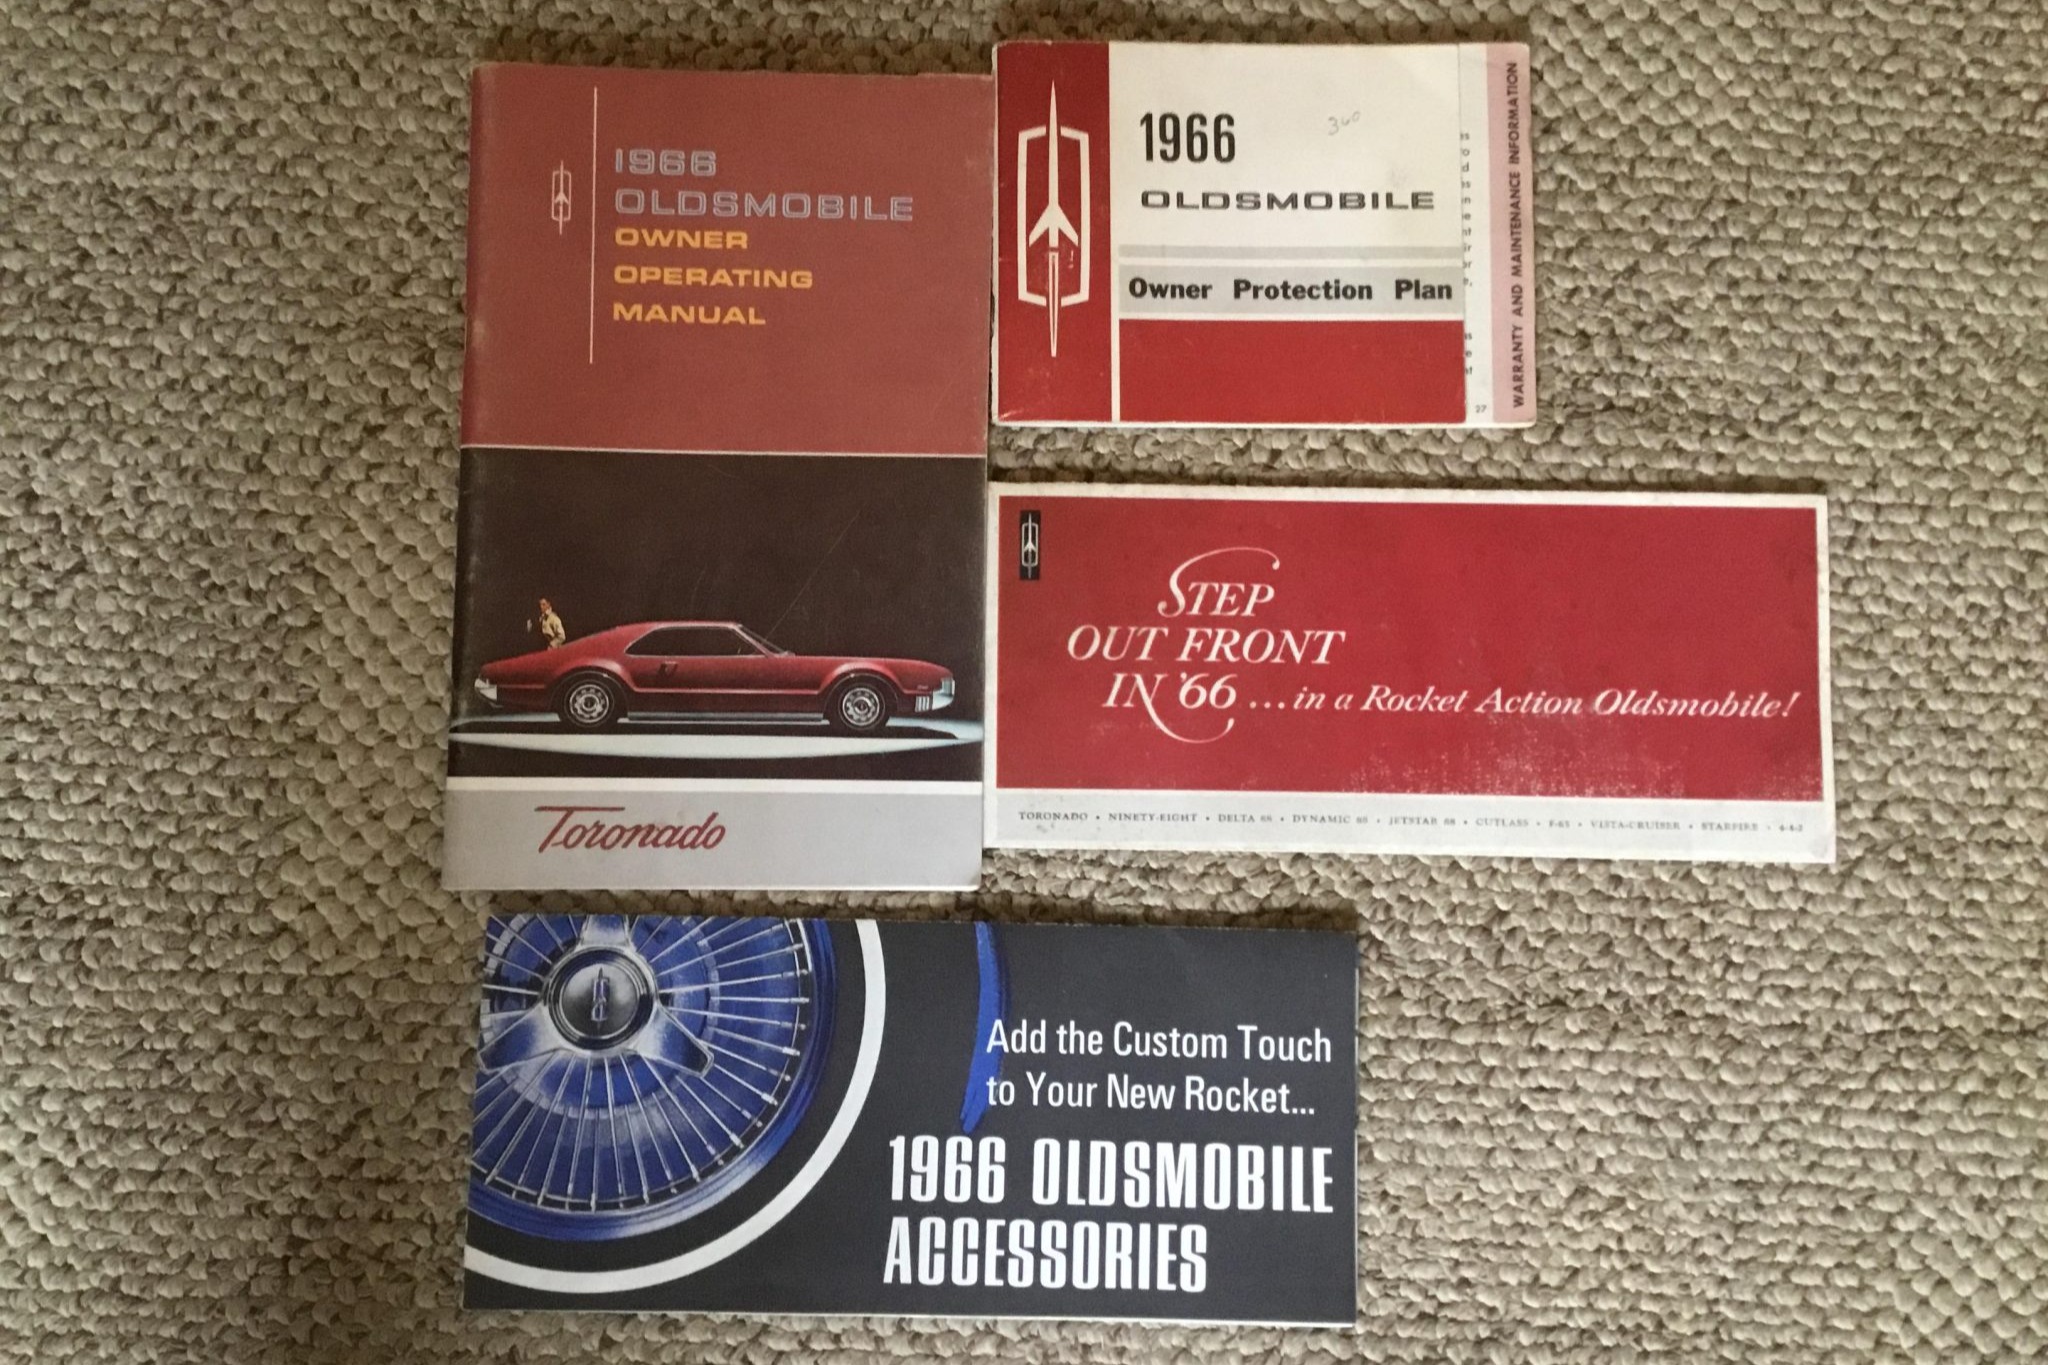 1966
OLDSMOBILE
OWNER
OPERATING
MANUAL
Toronado
1966
360
OLDSMOBILE
Owner Protection Plan
27
WARRANTY AND MAINTENANCE INFORMATION
STEP
OUT FRONT
IN '66 ... in a Rocket Action Oldsmobile!
TORONADO • NINETY-EIGHT • DELTA 88 • DYNAMIC 88 • JETSTAR 88 • CUTLASS • F-85 • VISTA-CRUISER • STARFIRE • 4-4-2
Add the Custom Touch
to Your New Rocket...
1966 OLDSMOBILE
ACCESSORIES